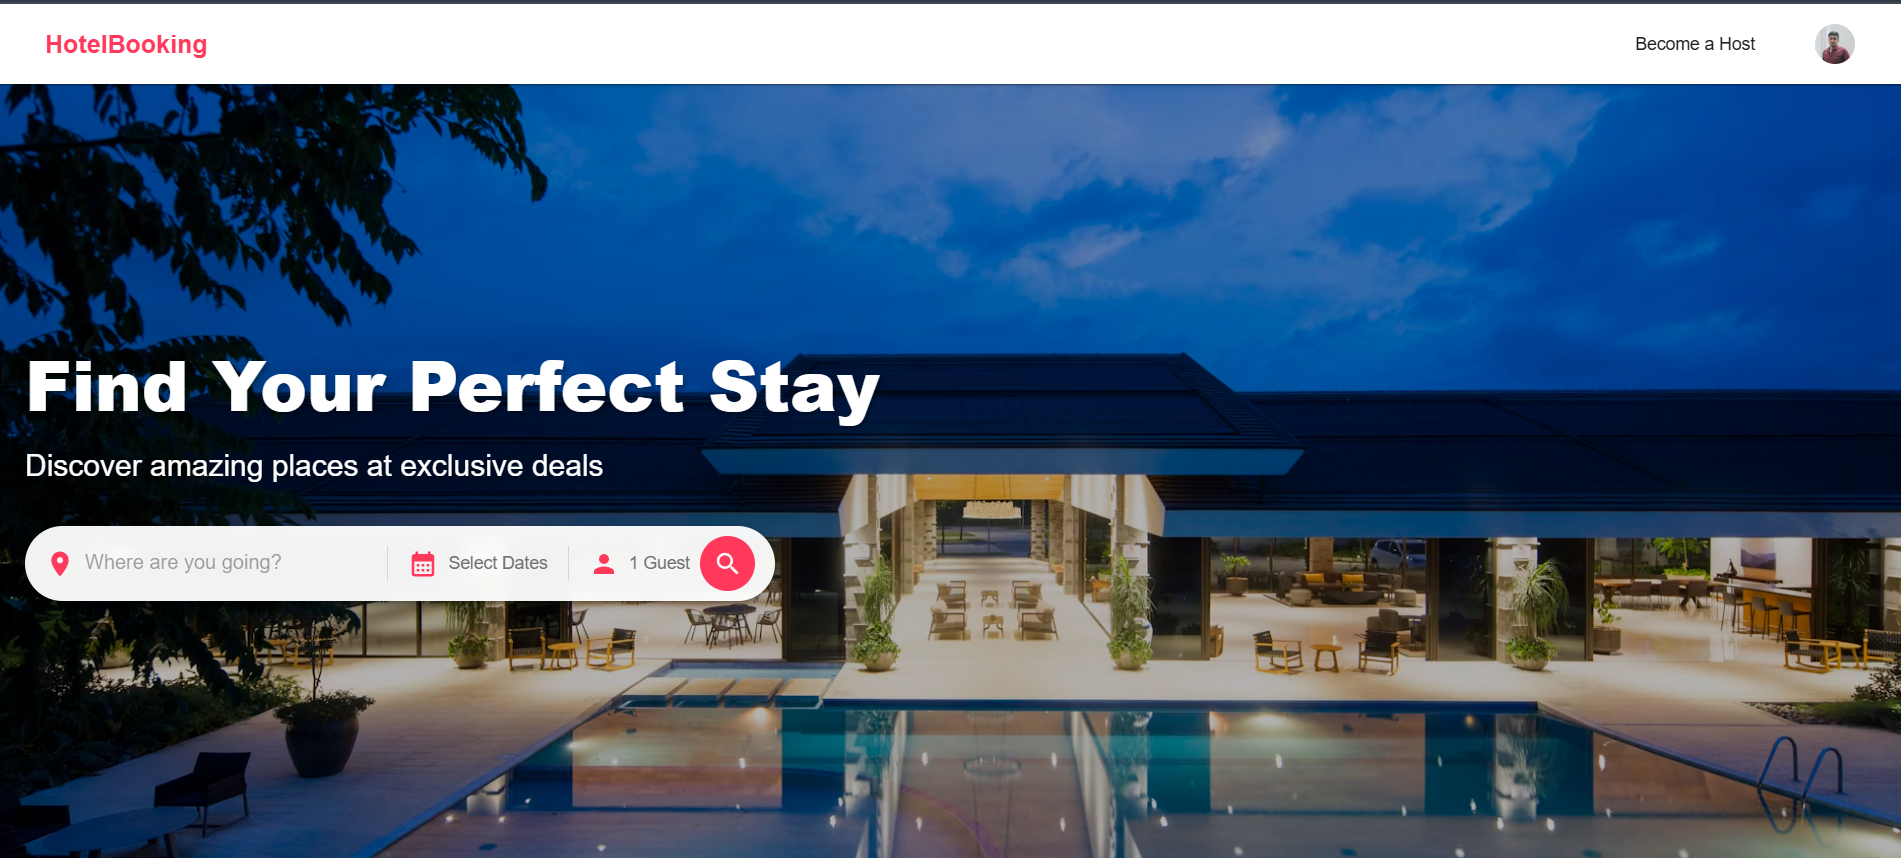 HotelBooking
Become a Host
Find Your Perfect Stay
Discover amazing places at exclusive deals
Where are you going?
Select Dates
1 Guest